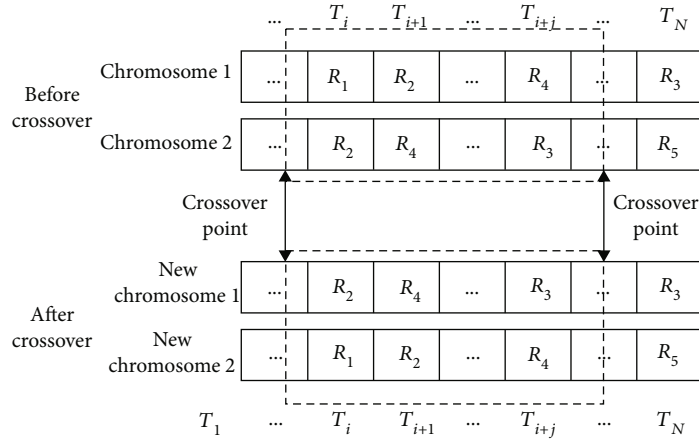 ... T_i T_{i+1} ... T_{i+j} ... T_N
Chromosome 1 ... R_1 R_2 ... R_4 ... R_3
Before
crossover
Chromosome 2 ... R_2 R_4 ... R_3 ... R_5
Crossover
point
Crossover
point
New
chromosome 1 ... R_2 R_4 ... R_3 ... R_3
After
crossover
New
chromosome 2 ... R_1 R_2 ... R_4 ... R_5
T_1 ... T_i T_{i+1} ... T_{i+j} ... T_N